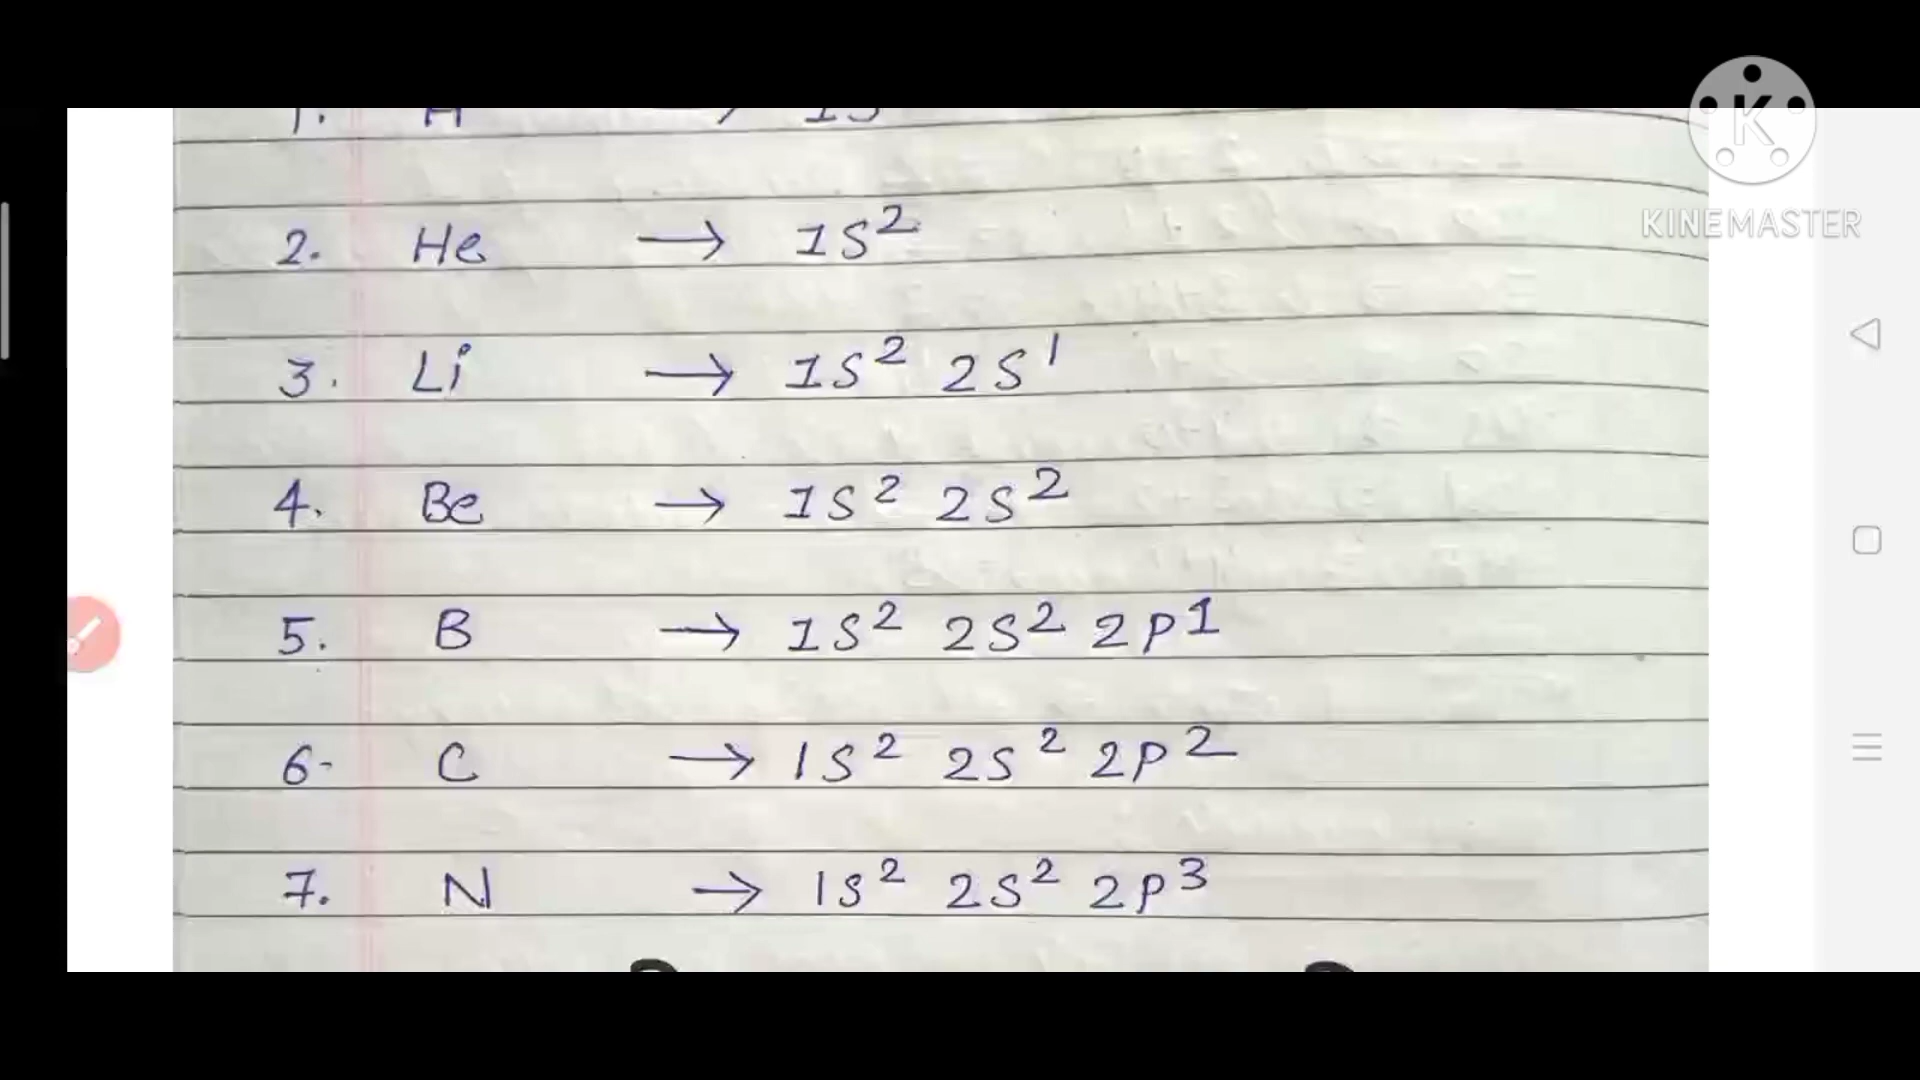 KINEMASTER
2. He → 1s²
3. Li → 1s² 2s¹
4. Be → 1s² 2s²
5. B → 1s² 2s² 2p¹
6- C → 1s² 2s² 2p²
7. N → 1s² 2s² 2p³